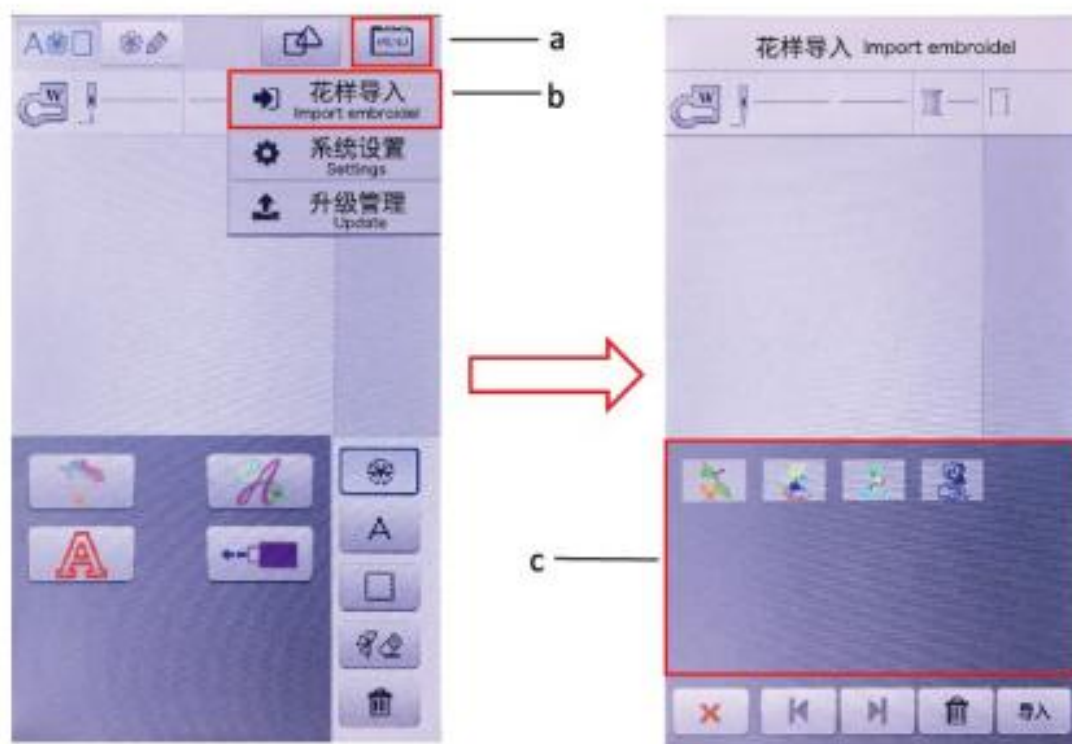 MENU
a
W
花样导入
Import embroidel
b
系统设置
Settings
升级管理
Update
A
A
A
花样导入 Import embroidel
W
c
导入